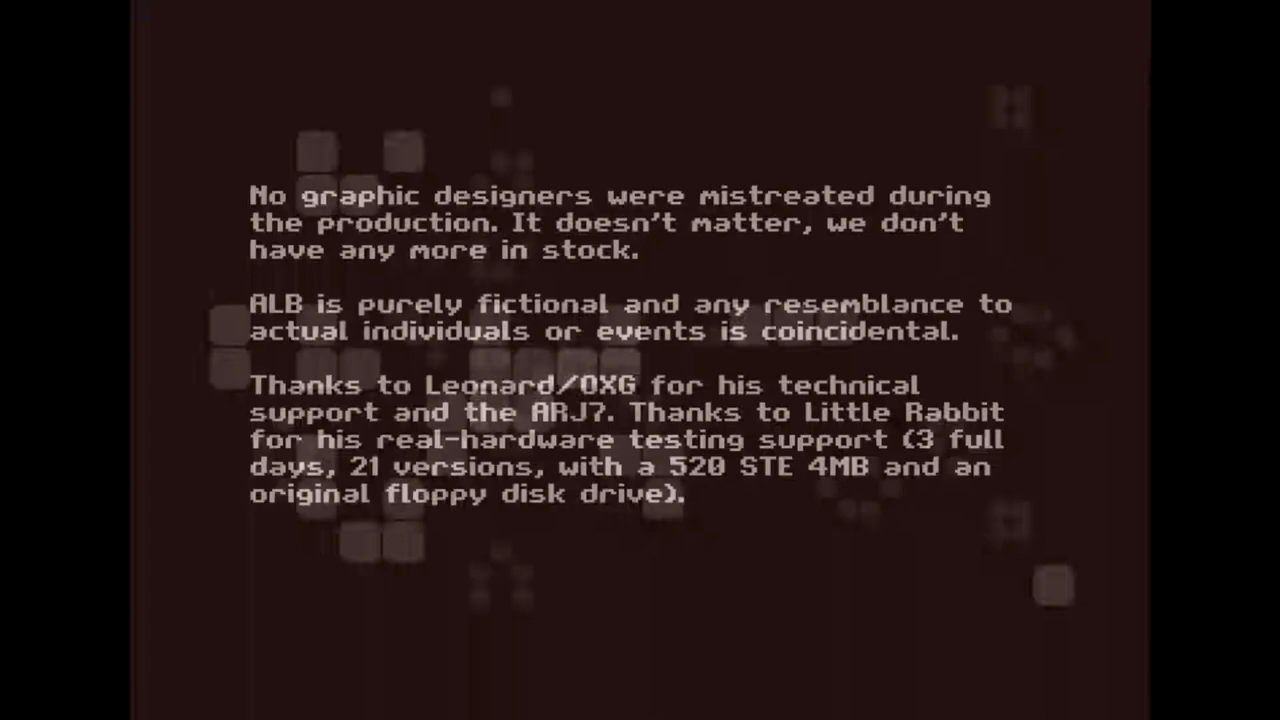 No graphic designers were mistreated during
the production. It doesn't matter, we don't
have any more in stock.
ALB is purely fictional and any resemblance to
actual individuals or events is coincidental.
Thanks to Leonard/OXG for his technical
support and the ARJ7. Thanks to Little Rabbit
for his real-hardware testing support (3 full
days, 21 versions, with a 520 STE 4MB and an
original floppy disk drive).